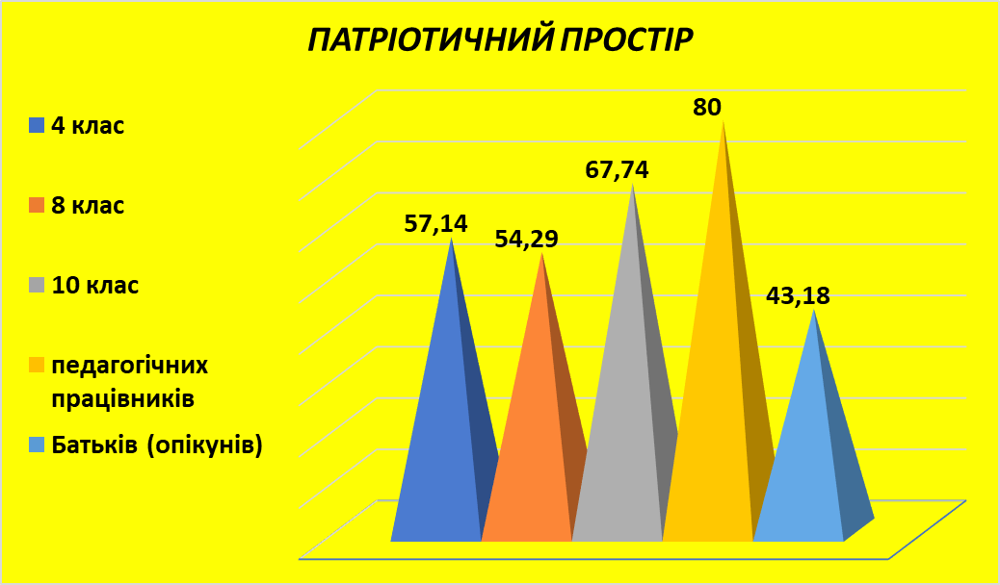 ПАТРІОТИЧНИЙ ПРОСТІР
4 клас
8 клас
10 клас
педагогічних
працівників
Батьків (опікунів)
57,14
54,29
67,74
80
43,18